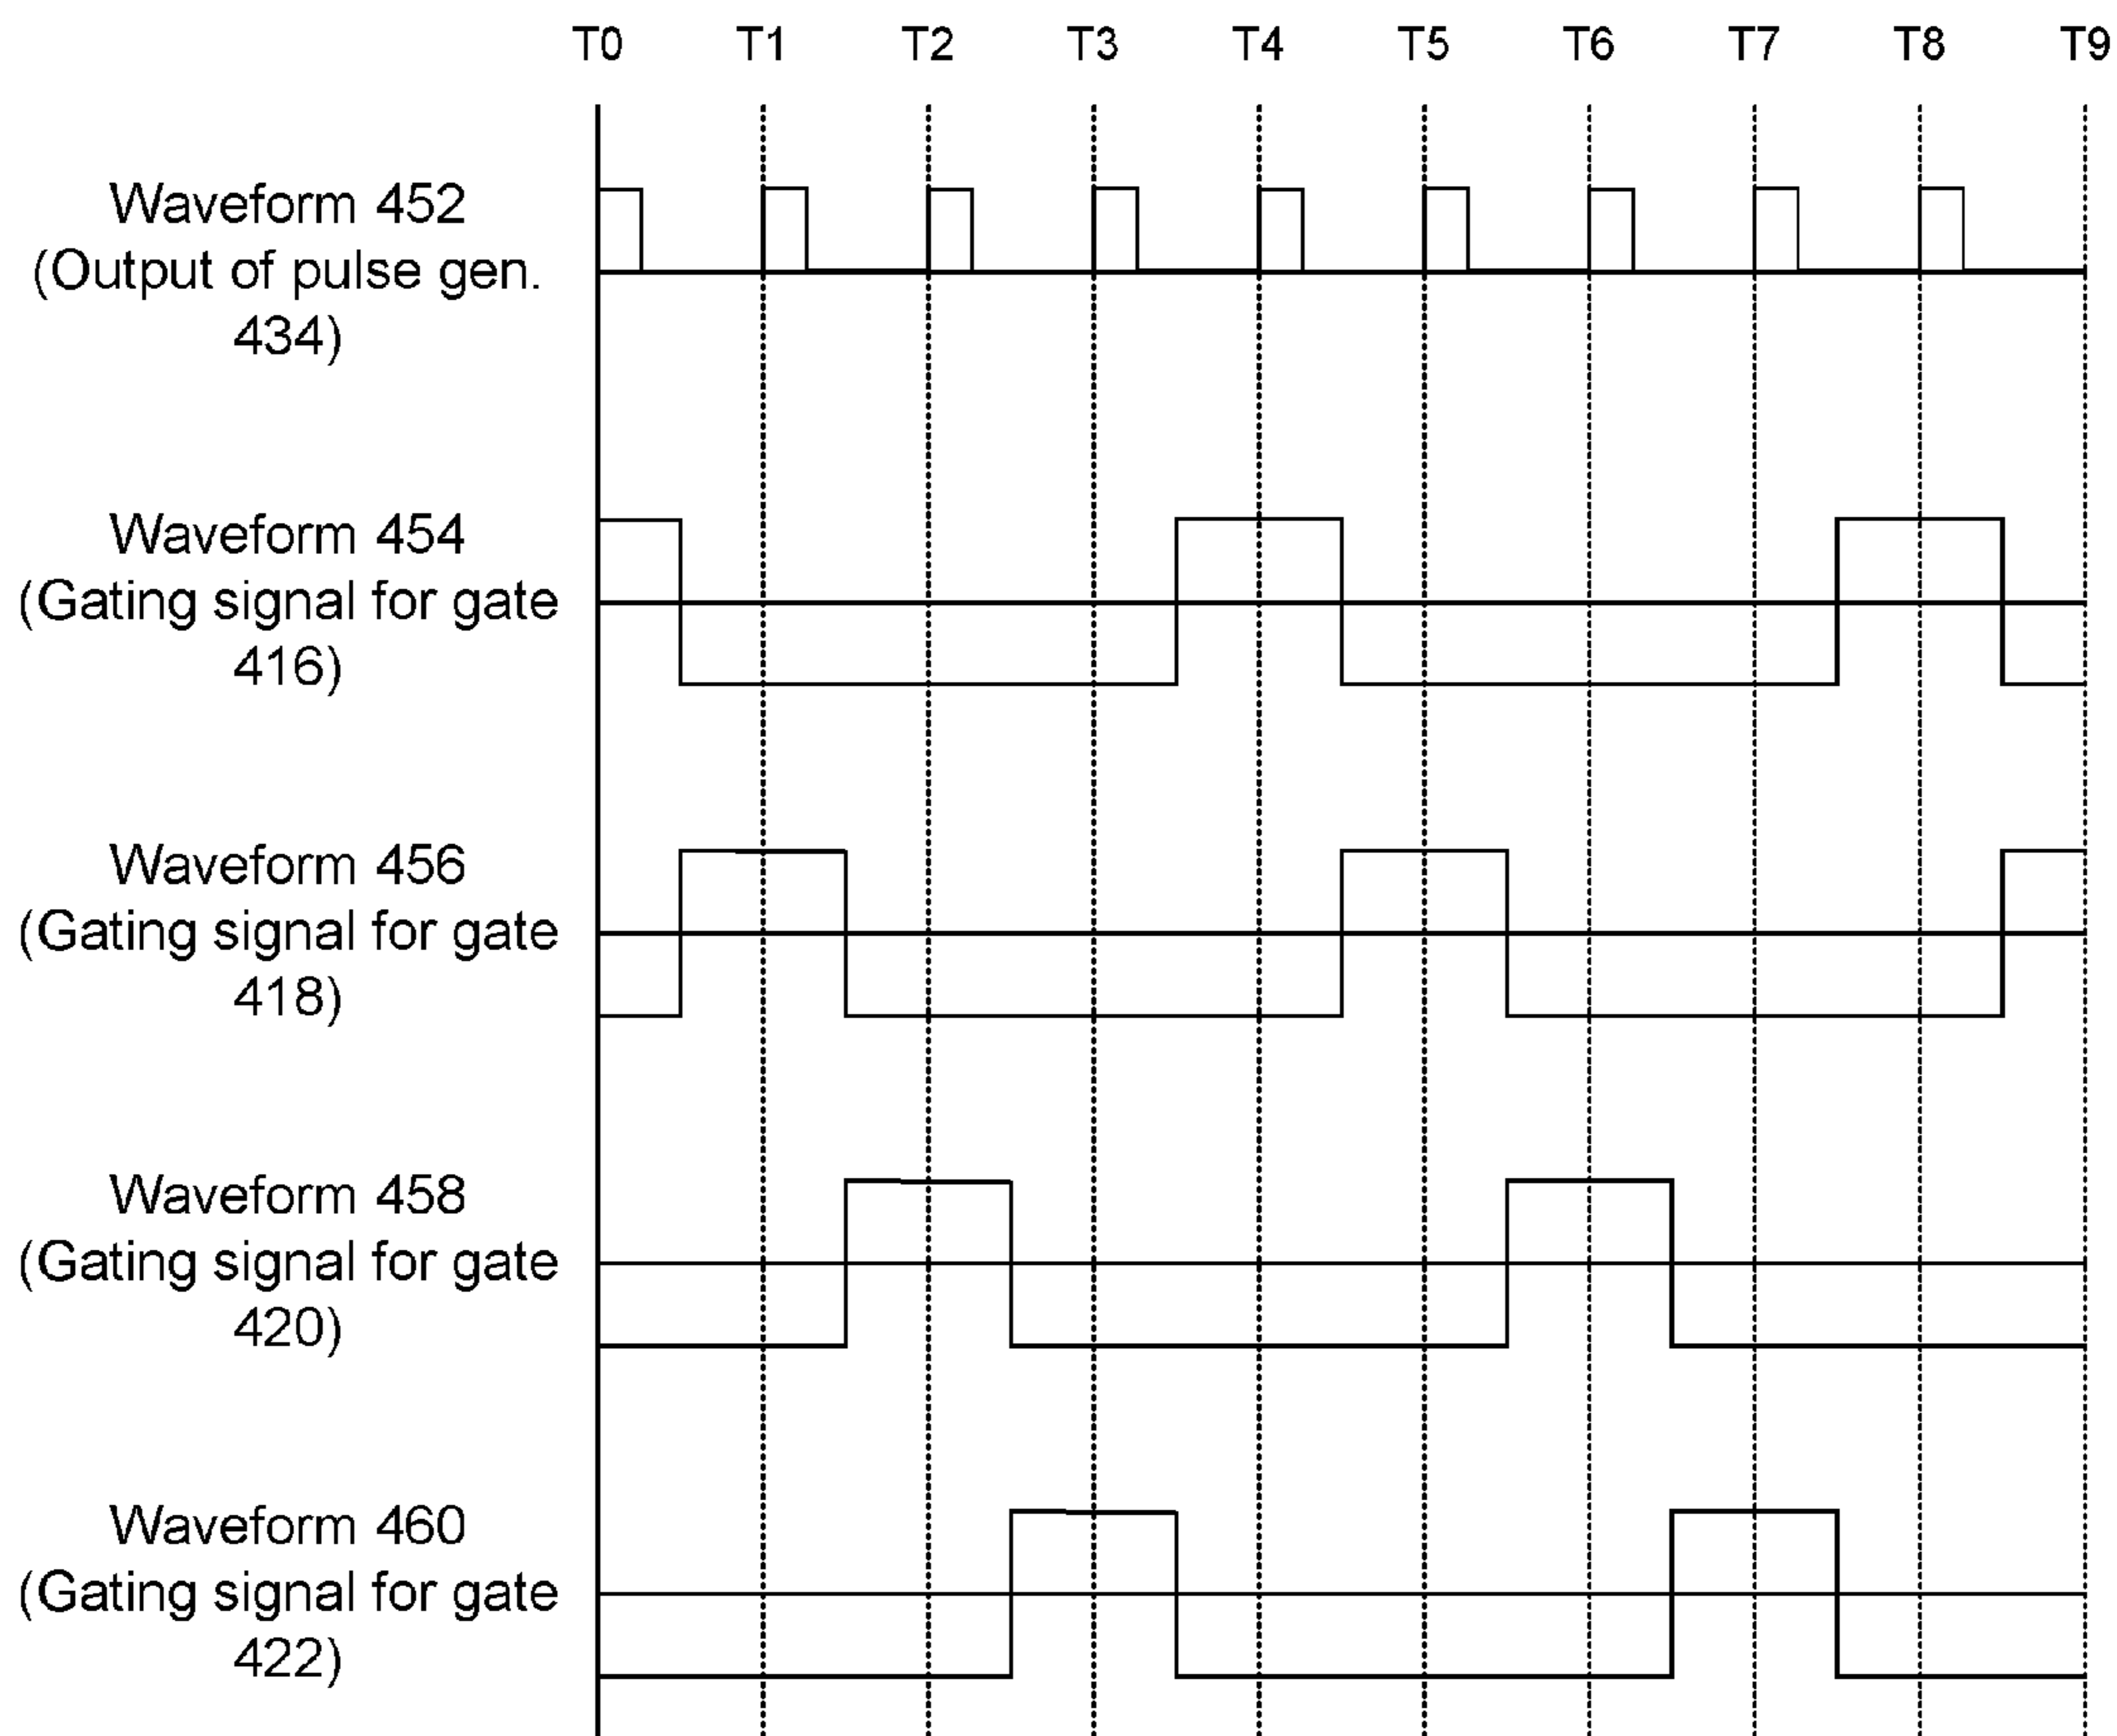 T0 T1 T2 T3 T4 T5 T6 T7 T8 T9
Waveform 452
(Output of pulse gen.
434)
Waveform 454
(Gating signal for gate
416)
Waveform 456
(Gating signal for gate
418)
Waveform 458
(Gating signal for gate
420)
Waveform 460
(Gating signal for gate
422)